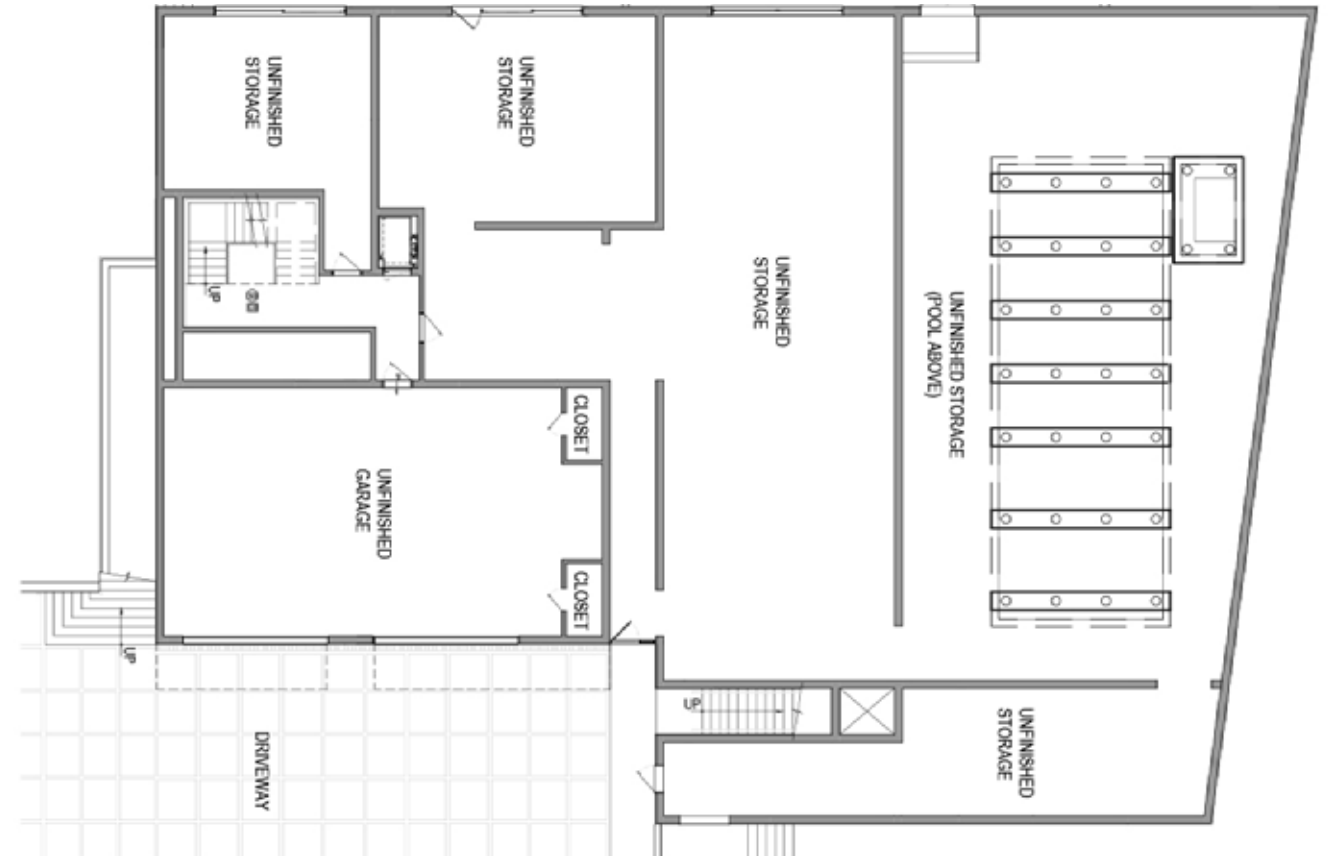 UNFINISHED
STORAGE
UNFINISHED
STORAGE
UNFINISHED
STORAGE
UNFINISHED STORAGE
(POOL ABOVE)
UP
CLOSET
UNFINISHED
GARAGE
CLOSET
UP
UP
UNFINISHED
STORAGE
DRIVEWAY